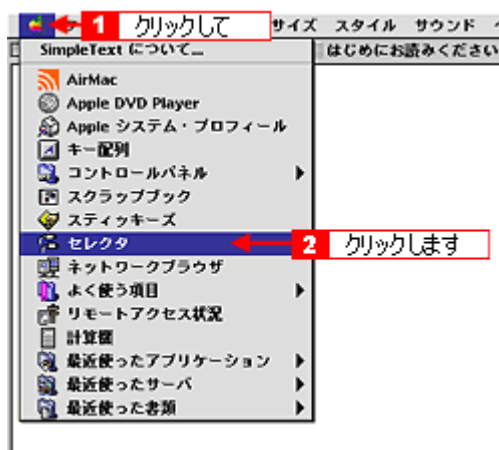 1 クリックして
サイズ スタイル サウンド
SimpleText について...
はじめにお読みください
AirMac
Apple DVD Player
Apple システム・プロフィール
キー配列
コントロールパネル
スクラップブック
スティッキーズ
セレクタ
2 クリックします
ネットワークブラウザ
よく使う項目
リモートアクセス状況
計算機
最近使ったアプリケーション
最近使ったサーバ
最近使った書類